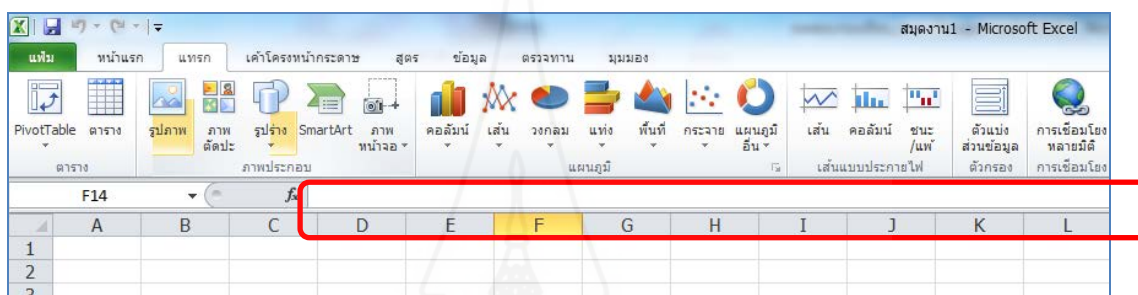 สมุดงาน1 - Microsoft Excel
แฟ้ม หน้าแรก แทรก เค้าโครงหน้ากระดาษ สูตร ข้อมูล ตรวจทาน มุมมอง
PivotTable ตาราง รูปภาพ ภาพ รูปร่าง SmartArt ภาพ คอลัมน์ เส้น วงกลม แท่ง พื้นที่ กระจาย แผนภูมิ เส้น คอลัมน์ ชนะ ตัวแบ่ง การเชื่อมโยง
ตัดปะ หน้าจอ อื่น /แพ้ ส่วนข้อมูล หลายมิติ
ตาราง ภาพประกอบ แผนภูมิ เส้นแบบประกายไฟ ตัวกรอง การเชื่อมโยง
F14 fx
A B C D E F G H I J K L
1
2
3